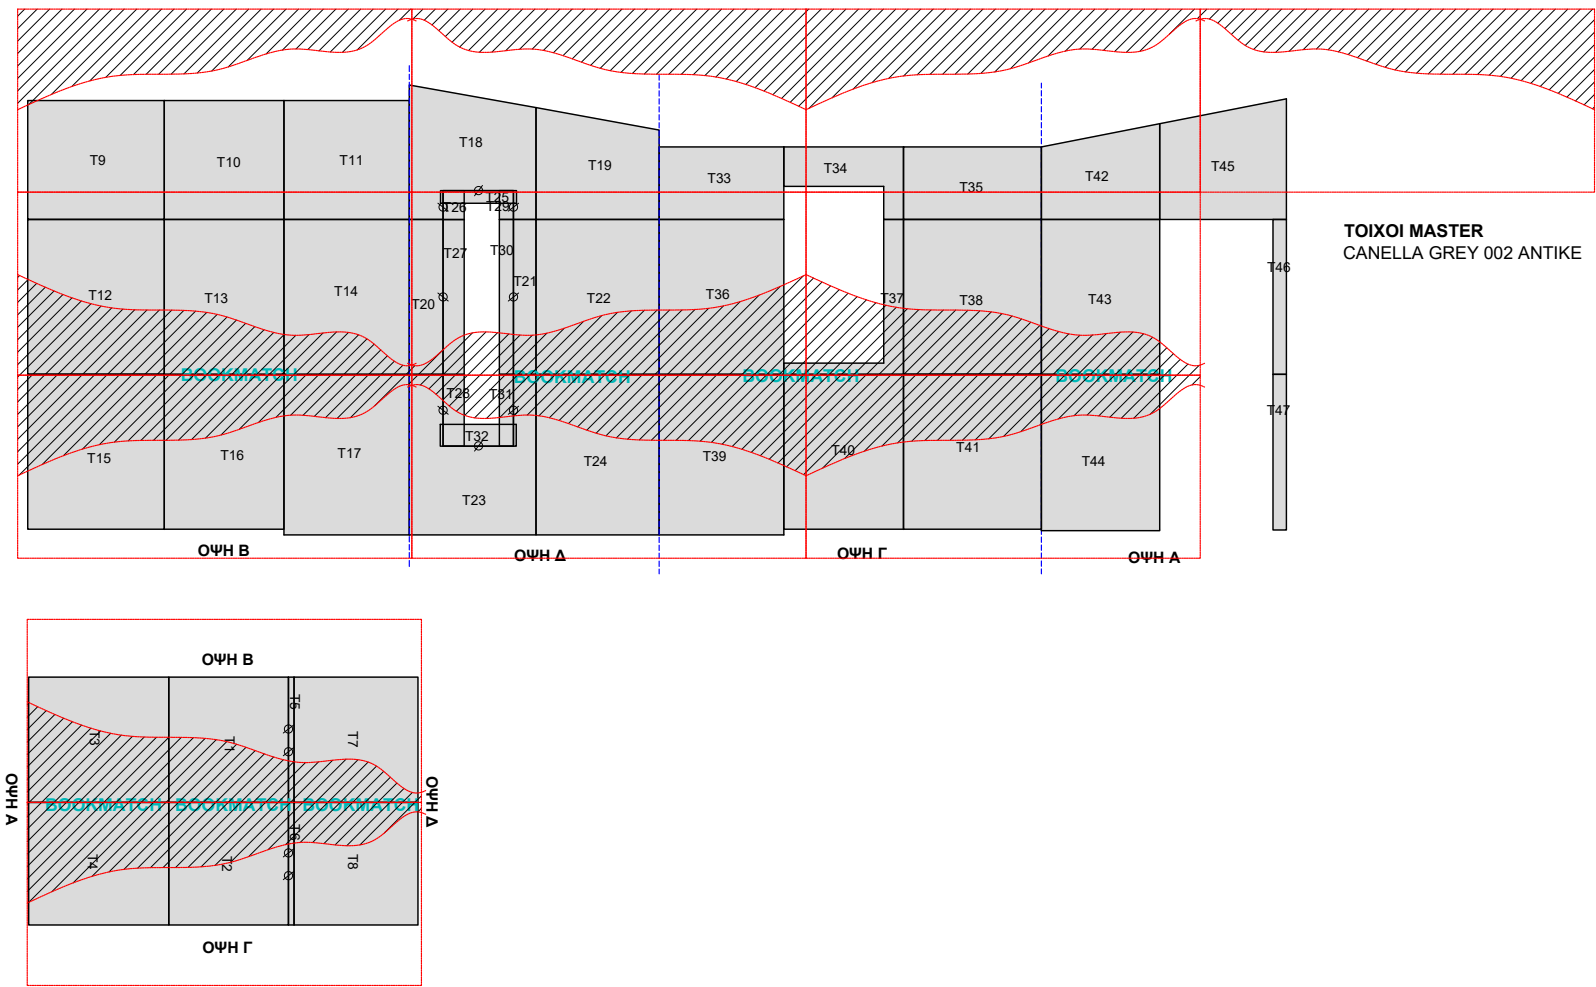 T9
T10
T11
T18
T19
T33
T34
T35
T42
T45
T25
T26
T29
TOIXOI MASTER
CANELLA GREY 002 ANTIKE
T27
T30
T46
T12
T13
T14
T20
T21
T22
T36
T37
T38
T43
BOOKMATCH
BOOKMATCH
BOOKMATCH
BOOKMATCH
T28
T31
T47
T15
T16
T17
T32
T24
T39
T40
T41
T44
T23
ΟΨΗ Β
ΟΨΗ Δ
ΟΨΗ Γ
ΟΨΗ Α
ΟΨΗ Β
T5
T3
T1
T7
ΟΨΗ Α
BOOKMATCH
BOOKMATCH
BOOKMATCH
ΟΨΗ Δ
T6
T4
T2
T8
ΟΨΗ Γ